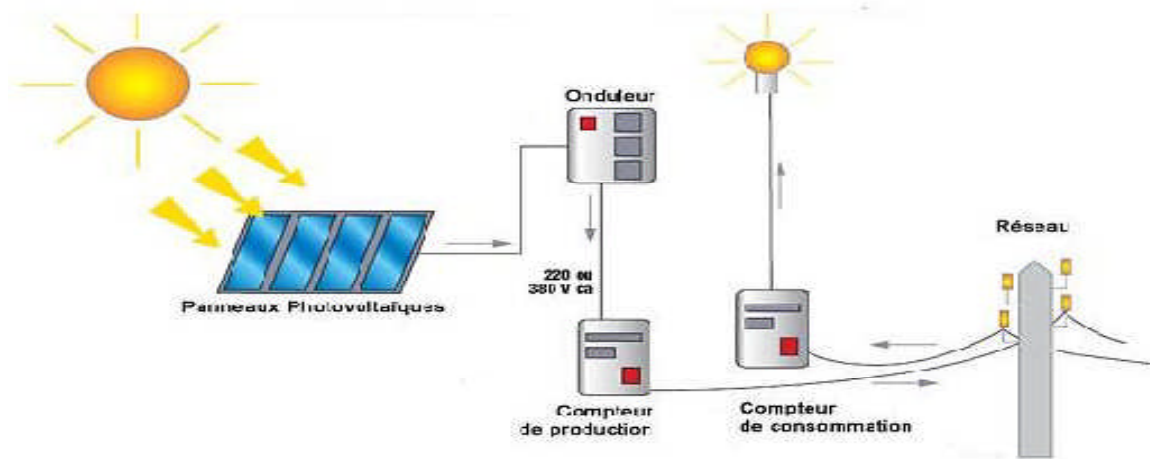 Onduleur
Réseau
220 ou
380 V ca
Panneaux Photovoltaïques
Compteur
de production
Compteur
de consommation